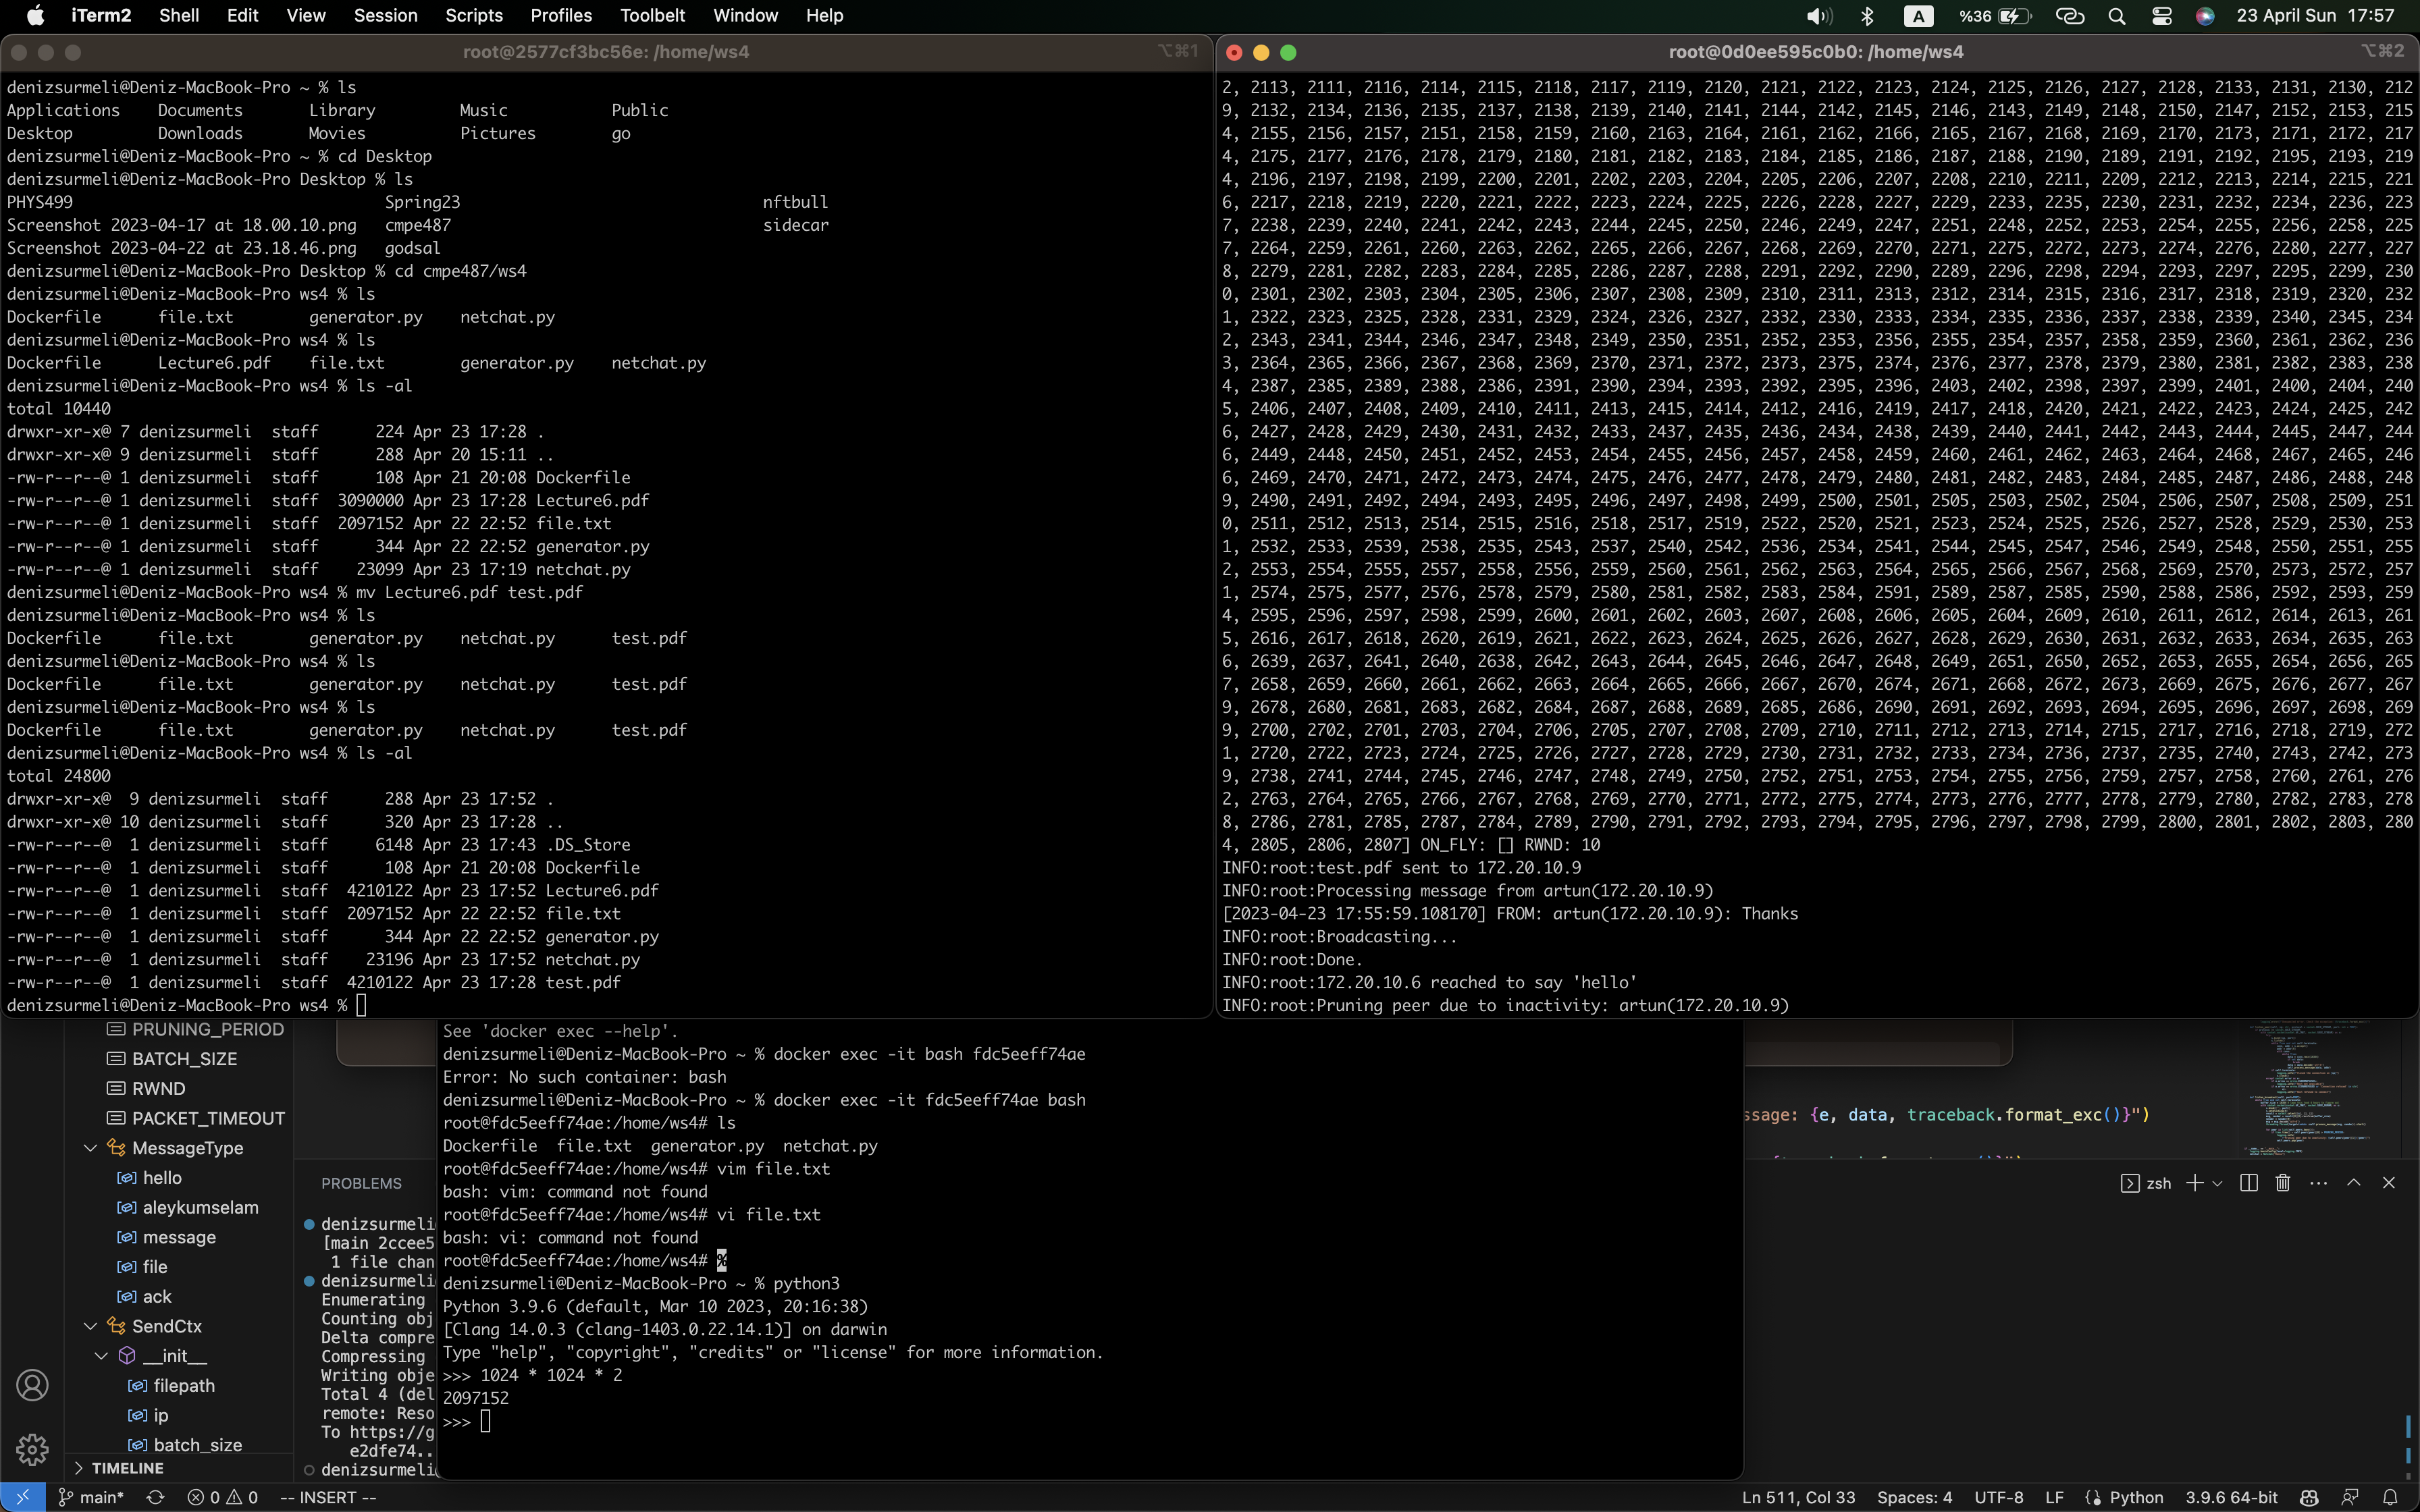 iTerm2 Shell Edit View Session Scripts Profiles Toolbelt Window Help
A %36 23 April Sun 17:57
root@2577cf3bc56e: /home/ws4 ⌥⌘1
denizsurmeli@Deniz-MacBook-Pro ~ % ls
Applications Documents Library Music Public
Desktop Downloads Movies Pictures go
denizsurmeli@Deniz-MacBook-Pro ~ % cd Desktop
denizsurmeli@Deniz-MacBook-Pro Desktop % ls
PHYS499 Spring23 nftbull
Screenshot 2023-04-17 at 18.00.10.png cmpe487 sidecar
Screenshot 2023-04-22 at 23.18.46.png godsal
denizsurmeli@Deniz-MacBook-Pro Desktop % cd cmpe487/ws4
denizsurmeli@Deniz-MacBook-Pro ws4 % ls
Dockerfile file.txt generator.py netchat.py
denizsurmeli@Deniz-MacBook-Pro ws4 % ls
Dockerfile Lecture6.pdf file.txt generator.py netchat.py
denizsurmeli@Deniz-MacBook-Pro ws4 % ls -al
total 10440
drwxr-xr-x@ 7 denizsurmeli staff 224 Apr 23 17:28 .
drwxr-xr-x@ 9 denizsurmeli staff 288 Apr 20 15:11 ..
-rw-r--r--@ 1 denizsurmeli staff 108 Apr 21 20:08 Dockerfile
-rw-r--r--@ 1 denizsurmeli staff 3090000 Apr 23 17:28 Lecture6.pdf
-rw-r--r--@ 1 denizsurmeli staff 2097152 Apr 22 22:52 file.txt
-rw-r--r--@ 1 denizsurmeli staff 344 Apr 22 22:52 generator.py
-rw-r--r--@ 1 denizsurmeli staff 23099 Apr 23 17:19 netchat.py
denizsurmeli@Deniz-MacBook-Pro ws4 % mv Lecture6.pdf test.pdf
denizsurmeli@Deniz-MacBook-Pro ws4 % ls
Dockerfile file.txt generator.py netchat.py test.pdf
denizsurmeli@Deniz-MacBook-Pro ws4 % ls
Dockerfile file.txt generator.py netchat.py test.pdf
denizsurmeli@Deniz-MacBook-Pro ws4 % ls
Dockerfile file.txt generator.py netchat.py test.pdf
denizsurmeli@Deniz-MacBook-Pro ws4 % ls -al
total 24800
drwxr-xr-x@ 9 denizsurmeli staff 288 Apr 23 17:52 .
drwxr-xr-x@ 10 denizsurmeli staff 320 Apr 23 17:28 ..
-rw-r--r--@ 1 denizsurmeli staff 6148 Apr 23 17:43 .DS_Store
-rw-r--r--@ 1 denizsurmeli staff 108 Apr 21 20:08 Dockerfile
-rw-r--r--@ 1 denizsurmeli staff 4210122 Apr 23 17:52 Lecture6.pdf
-rw-r--r--@ 1 denizsurmeli staff 2097152 Apr 22 22:52 file.txt
-rw-r--r--@ 1 denizsurmeli staff 344 Apr 22 22:52 generator.py
-rw-r--r--@ 1 denizsurmeli staff 23196 Apr 23 17:52 netchat.py
-rw-r--r--@ 1 denizsurmeli staff 4210122 Apr 23 17:28 test.pdf
denizsurmeli@Deniz-MacBook-Pro ws4 %
root@0d0ee595c0b0: /home/ws4 ⌥⌘2
2, 2113, 2111, 2116, 2114, 2115, 2118, 2117, 2119, 2120, 2121, 2122, 2123, 2124, 2125, 2126, 2127, 2128, 2133, 2131, 2130, 212
9, 2132, 2134, 2136, 2135, 2137, 2138, 2139, 2140, 2141, 2144, 2142, 2145, 2146, 2143, 2149, 2148, 2150, 2147, 2152, 2153, 215
4, 2155, 2156, 2157, 2151, 2158, 2159, 2160, 2163, 2164, 2161, 2162, 2166, 2165, 2167, 2168, 2169, 2170, 2173, 2171, 2172, 217
4, 2175, 2177, 2176, 2178, 2179, 2180, 2181, 2182, 2183, 2184, 2185, 2186, 2187, 2188, 2190, 2189, 2191, 2192, 2195, 2193, 219
4, 2196, 2197, 2198, 2199, 2200, 2201, 2202, 2203, 2204, 2205, 2206, 2207, 2208, 2210, 2211, 2209, 2212, 2213, 2214, 2215, 221
6, 2217, 2218, 2219, 2220, 2221, 2222, 2223, 2224, 2225, 2226, 2228, 2227, 2229, 2233, 2235, 2230, 2231, 2232, 2234, 2236, 223
7, 2238, 2239, 2240, 2241, 2242, 2243, 2244, 2245, 2250, 2246, 2249, 2247, 2251, 2248, 2252, 2253, 2254, 2255, 2256, 2258, 225
7, 2264, 2259, 2261, 2260, 2263, 2262, 2265, 2266, 2267, 2268, 2269, 2270, 2271, 2275, 2272, 2273, 2274, 2276, 2280, 2277, 227
8, 2279, 2281, 2282, 2283, 2284, 2285, 2286, 2287, 2288, 2291, 2292, 2290, 2289, 2296, 2298, 2294, 2293, 2297, 2295, 2299, 230
0, 2301, 2302, 2303, 2304, 2305, 2306, 2307, 2308, 2309, 2310, 2311, 2313, 2312, 2314, 2315, 2316, 2317, 2318, 2319, 2320, 232
1, 2322, 2323, 2325, 2328, 2331, 2329, 2324, 2326, 2327, 2332, 2330, 2333, 2334, 2335, 2336, 2337, 2338, 2339, 2340, 2345, 234
2, 2343, 2341, 2344, 2346, 2347, 2348, 2349, 2350, 2351, 2352, 2353, 2356, 2355, 2354, 2357, 2358, 2359, 2360, 2361, 2362, 236
3, 2364, 2365, 2366, 2367, 2368, 2369, 2370, 2371, 2372, 2373, 2375, 2374, 2376, 2377, 2378, 2379, 2380, 2381, 2382, 2383, 238
4, 2387, 2385, 2389, 2388, 2386, 2391, 2390, 2394, 2393, 2392, 2395, 2396, 2403, 2402, 2398, 2397, 2399, 2401, 2400, 2404, 240
5, 2406, 2407, 2408, 2409, 2410, 2411, 2413, 2415, 2414, 2412, 2416, 2419, 2417, 2418, 2420, 2421, 2422, 2423, 2424, 2425, 242
6, 2427, 2428, 2429, 2430, 2431, 2432, 2433, 2437, 2435, 2436, 2434, 2438, 2439, 2440, 2441, 2442, 2443, 2444, 2445, 2447, 244
6, 2449, 2448, 2450, 2451, 2452, 2453, 2454, 2455, 2456, 2457, 2458, 2459, 2460, 2461, 2462, 2463, 2464, 2468, 2467, 2465, 246
6, 2469, 2470, 2471, 2472, 2473, 2474, 2475, 2476, 2477, 2478, 2479, 2480, 2481, 2482, 2483, 2484, 2485, 2487, 2486, 2488, 248
9, 2490, 2491, 2492, 2494, 2493, 2495, 2496, 2497, 2498, 2499, 2500, 2501, 2505, 2503, 2502, 2504, 2506, 2507, 2508, 2509, 251
0, 2511, 2512, 2513, 2514, 2515, 2516, 2518, 2517, 2519, 2522, 2520, 2521, 2523, 2524, 2525, 2526, 2527, 2528, 2529, 2530, 253
1, 2532, 2533, 2539, 2538, 2535, 2543, 2537, 2540, 2542, 2536, 2534, 2541, 2544, 2545, 2547, 2546, 2549, 2548, 2550, 2551, 255
2, 2553, 2554, 2555, 2557, 2558, 2556, 2559, 2560, 2561, 2562, 2563, 2564, 2565, 2566, 2567, 2568, 2569, 2570, 2573, 2572, 257
1, 2574, 2575, 2577, 2576, 2578, 2579, 2580, 2581, 2582, 2583, 2584, 2591, 2589, 2587, 2585, 2590, 2588, 2586, 2592, 2593, 259
4, 2595, 2596, 2597, 2598, 2599, 2600, 2601, 2602, 2603, 2607, 2608, 2606, 2605, 2604, 2609, 2610, 2611, 2612, 2614, 2613, 261
5, 2616, 2617, 2618, 2620, 2619, 2621, 2622, 2623, 2624, 2625, 2626, 2627, 2628, 2629, 2630, 2631, 2632, 2633, 2634, 2635, 263
6, 2639, 2637, 2641, 2640, 2638, 2642, 2643, 2644, 2645, 2646, 2647, 2648, 2649, 2651, 2650, 2652, 2653, 2655, 2654, 2656, 265
7, 2658, 2659, 2660, 2661, 2662, 2663, 2664, 2665, 2666, 2667, 2670, 2674, 2671, 2668, 2672, 2673, 2669, 2675, 2676, 2677, 267
9, 2678, 2680, 2681, 2683, 2682, 2684, 2687, 2688, 2689, 2685, 2686, 2690, 2691, 2692, 2693, 2694, 2695, 2696, 2697, 2698, 269
9, 2700, 2702, 2701, 2703, 2704, 2706, 2705, 2707, 2708, 2709, 2710, 2711, 2712, 2713, 2714, 2715, 2717, 2716, 2718, 2719, 272
1, 2720, 2722, 2723, 2724, 2725, 2726, 2727, 2728, 2729, 2730, 2731, 2732, 2733, 2734, 2736, 2737, 2735, 2740, 2743, 2742, 273
9, 2738, 2741, 2744, 2745, 2746, 2747, 2748, 2749, 2750, 2752, 2751, 2753, 2754, 2755, 2756, 2759, 2757, 2758, 2760, 2761, 276
2, 2763, 2764, 2765, 2766, 2767, 2768, 2769, 2770, 2771, 2772, 2775, 2774, 2773, 2776, 2777, 2778, 2779, 2780, 2782, 2783, 278
8, 2786, 2781, 2785, 2787, 2784, 2789, 2790, 2791, 2792, 2793, 2794, 2795, 2796, 2797, 2798, 2799, 2800, 2801, 2802, 2803, 280
4, 2805, 2806, 2807] ON_FLY: [] RWND: 10
INFO:root:test.pdf sent to 172.20.10.9
INFO:root:Processing message from artun(172.20.10.9)
[2023-04-23 17:55:59.108170] FROM: artun(172.20.10.9): Thanks
INFO:root:Broadcasting...
INFO:root:Done.
INFO:root:172.20.10.6 reached to say 'hello'
INFO:root:Pruning peer due to inactivity: artun(172.20.10.9)
PRUNING_PERIOD
BATCH_SIZE
RWND
PACKET_TIMEOUT
MessageType
hello
aleykumselam
message
file
ack
SendCtx
__init__
filepath
ip
batch_size
TIMELINE
PROBLEMS
denizsurmeli
[main 2ccee5
1 file chan
denizsurmeli
Enumerating
Counting obj
Delta compre
Compressing
Writing obje
Total 4 (del
remote: Reso
To https://g
e2dfe74..
denizsurmeli
See 'docker exec --help'.
denizsurmeli@Deniz-MacBook-Pro ~ % docker exec -it bash fdc5eeff74ae
Error: No such container: bash
denizsurmeli@Deniz-MacBook-Pro ~ % docker exec -it fdc5eeff74ae bash
root@fdc5eeff74ae:/home/ws4# ls
Dockerfile file.txt generator.py netchat.py
root@fdc5eeff74ae:/home/ws4# vim file.txt
bash: vim: command not found
root@fdc5eeff74ae:/home/ws4# vi file.txt
bash: vi: command not found
root@fdc5eeff74ae:/home/ws4# %
denizsurmeli@Deniz-MacBook-Pro ~ % python3
Python 3.9.6 (default, Mar 10 2023, 20:16:38)
[Clang 14.0.3 (clang-1403.0.22.14.1)] on darwin
Type "help", "copyright", "credits" or "license" for more information.
>>> 1024 * 1024 * 2
2097152
>>>
ssage: {e, data, traceback.format_exc()}")
zsh
main* 0 0 -- INSERT --
Ln 511, Col 33 Spaces: 4 UTF-8 LF Python 3.9.6 64-bit